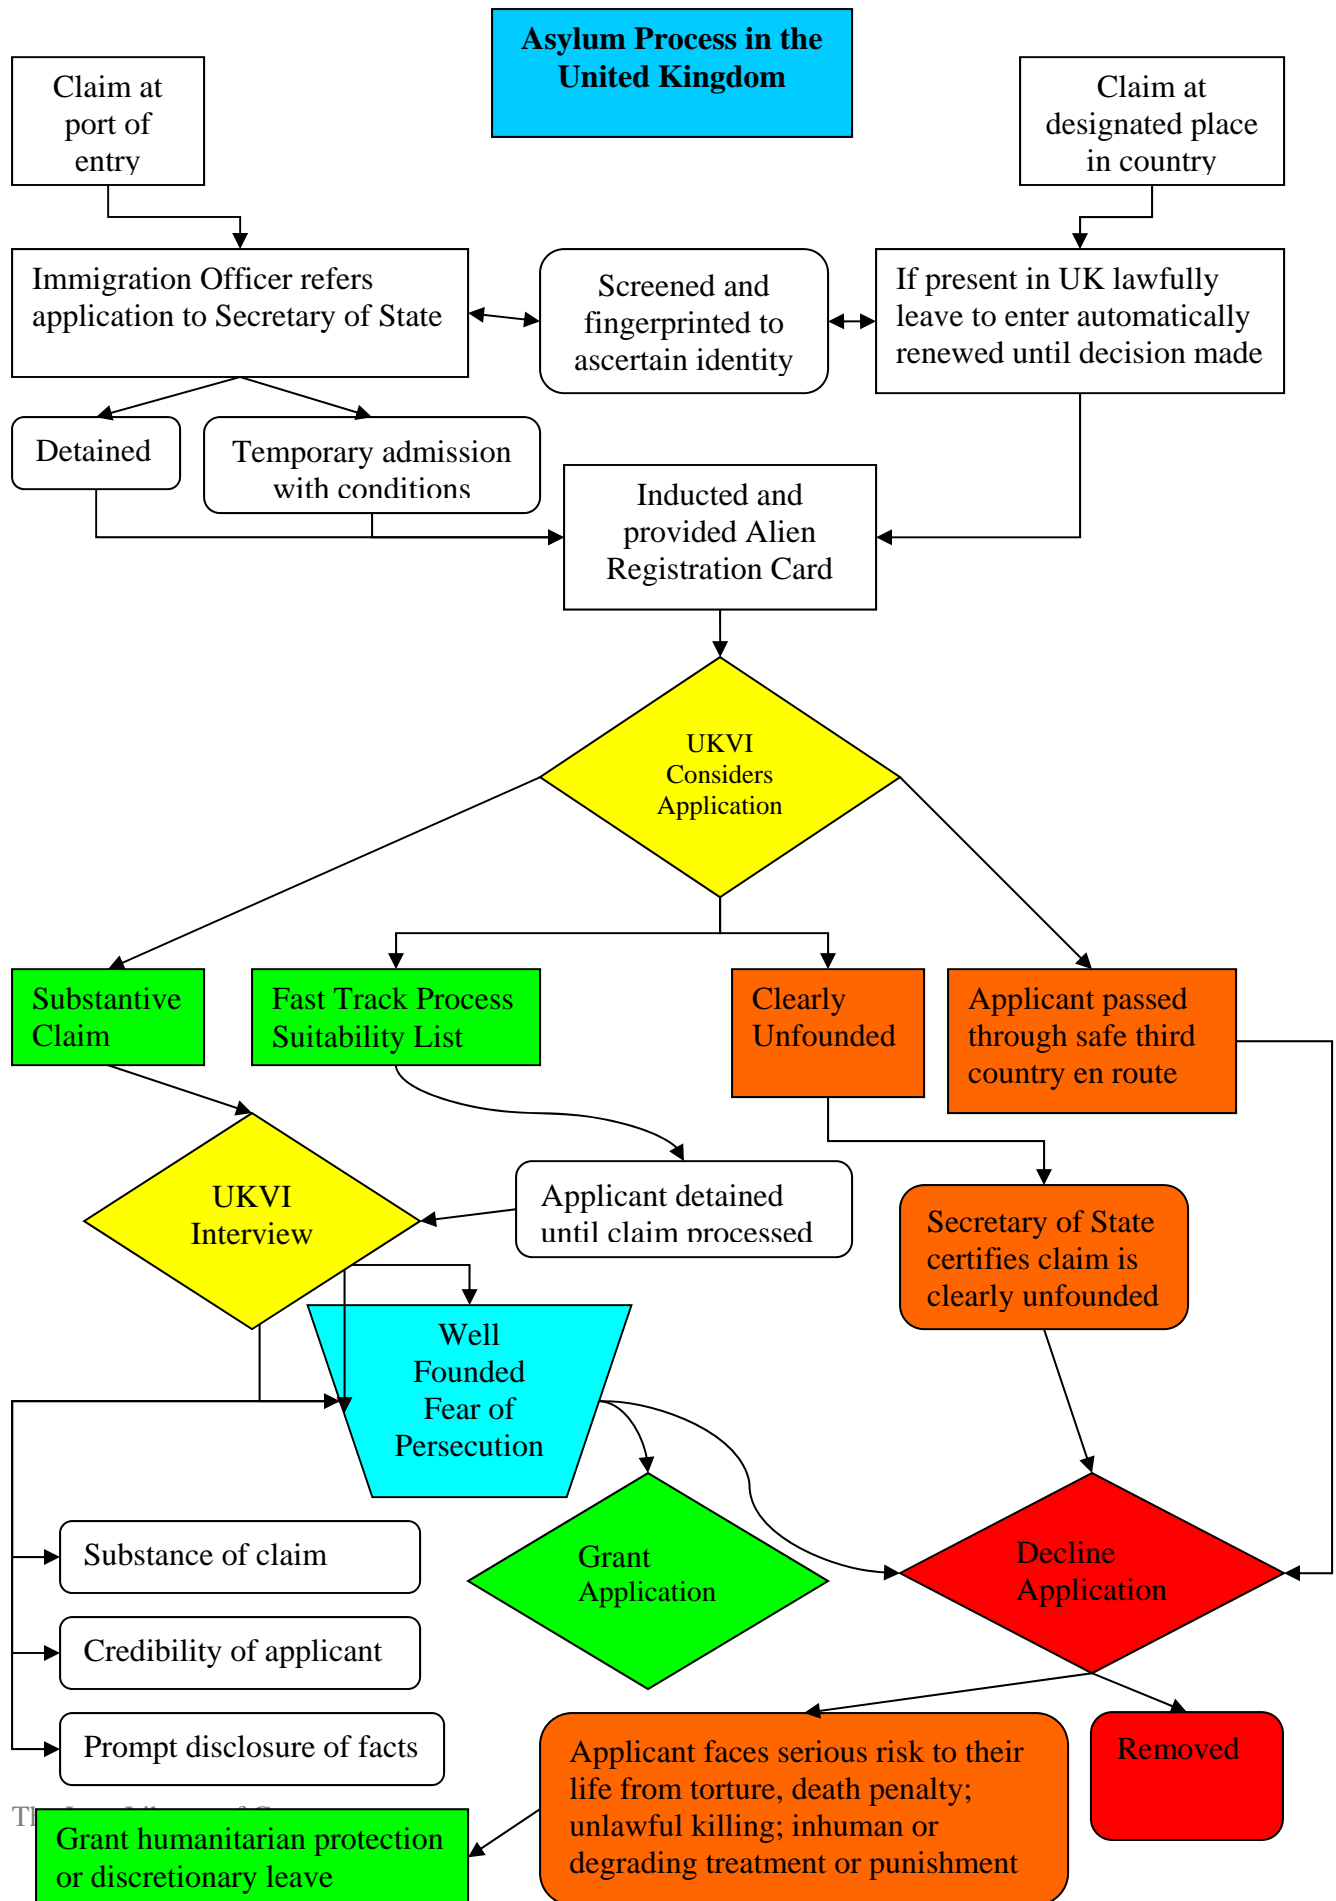 Asylum Process in the
United Kingdom
Claim at
port of
entry
Claim at
designated place
in country
Immigration Officer refers
application to Secretary of State
Screened and
fingerprinted to
ascertain identity
If present in UK lawfully
leave to enter automatically
renewed until decision made
Detained
Temporary admission
with conditions
Inducted and
provided Alien
Registration Card
UKVI
Considers
Application
Substantive
Claim
Fast Track Process
Suitability List
Clearly
Unfounded
Applicant passed
through safe third
country en route
UKVI
Interview
Applicant detained
until claim processed
Secretary of State
certifies claim is
clearly unfounded
Well
Founded
Fear of
Persecution
Grant
Application
Decline
Application
Substance of claim
Credibility of applicant
Prompt disclosure of facts
Applicant faces serious risk to their
life from torture, death penalty;
unlawful killing; inhuman or
degrading treatment or punishment
Removed
Grant humanitarian protection
or discretionary leave